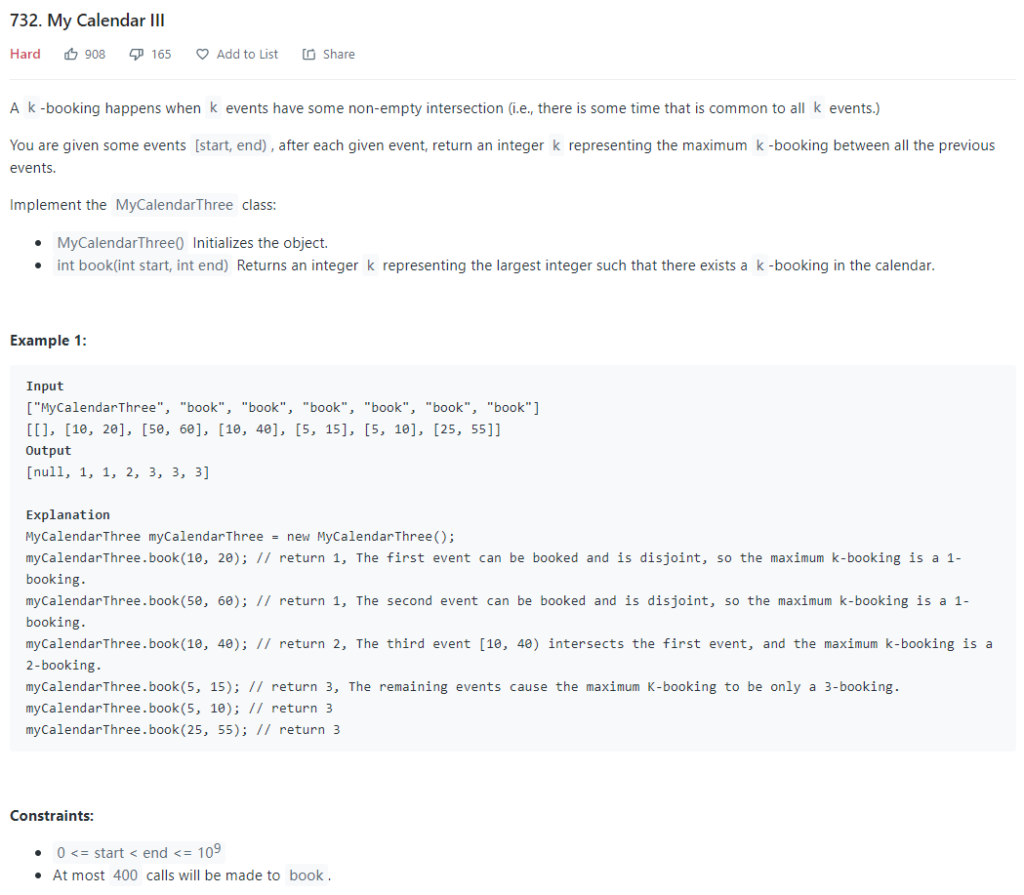 732. My Calendar III
Hard 908 165 Add to List Share
A k -booking happens when k events have some non-empty intersection (i.e., there is some time that is common to all k events.)
You are given some events [start, end) , after each given event, return an integer k representing the maximum k -booking between all the previous
events.
Implement the MyCalendarThree class:
• MyCalendarThree() Initializes the object.
• int book(int start, int end) Returns an integer k representing the largest integer such that there exists a k -booking in the calendar.
Example 1:
Input
["MyCalendarThree", "book", "book", "book", "book", "book", "book"]
[[], [10, 20], [50, 60], [10, 40], [5, 15], [5, 10], [25, 55]]
Output
[null, 1, 1, 2, 3, 3, 3]
Explanation
MyCalendarThree myCalendarThree = new MyCalendarThree();
myCalendarThree.book(10, 20); // return 1, The first event can be booked and is disjoint, so the maximum k-booking is a 1-
booking.
myCalendarThree.book(50, 60); // return 1, The second event can be booked and is disjoint, so the maximum k-booking is a 1-
booking.
myCalendarThree.book(10, 40); // return 2, The third event [10, 40) intersects the first event, and the maximum k-booking is a
2-booking.
myCalendarThree.book(5, 15); // return 3, The remaining events cause the maximum K-booking to be only a 3-booking.
myCalendarThree.book(5, 10); // return 3
myCalendarThree.book(25, 55); // return 3
Constraints:
• 0 <= start < end <= 10⁹
• At most 400 calls will be made to book .